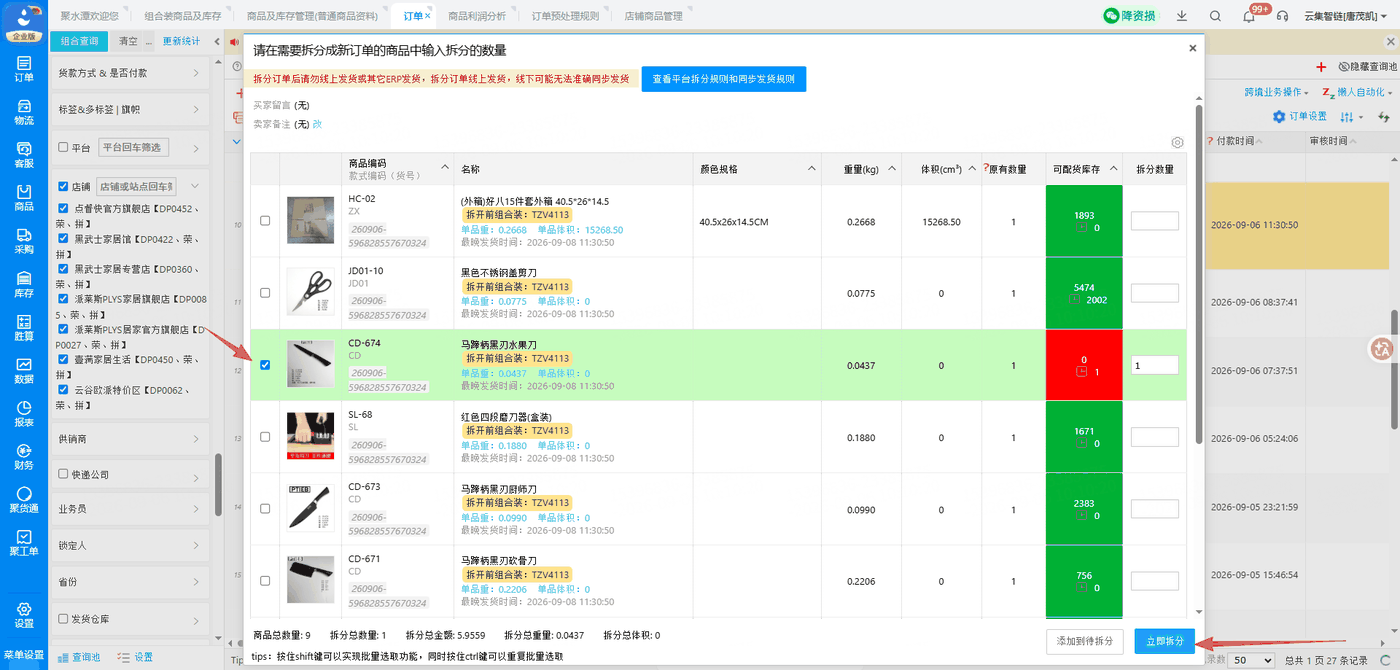 企业版
订单
物流
客服
商品
采购
库存
胜算
数据
报表
财务
聚货通
聚工单
设置
菜单设置
聚水潭欢迎您
组合装商品及库存
商品及库存管理(普通商品资料)
订单 ×
商品利润分析
订单预处理规则
店铺商品管理
降资报
99+
云集智链[唐茂凯]
组合查询
清空
...
更新统计
货款方式 & 是否付款
标签&多标签 | 旗帜
平台
平台回车筛选
店铺
店铺或站点回车筛
点督快官方旗舰店【DP0452、
荣、拼】
黑武士家居馆【DP0422、荣、
拼】
黑武士家居专营店【DP0360、
荣、拼】
派莱斯PLYS家居旗舰店【DP008
5、荣、拼】
派莱斯PLYS居家官方旗舰店【D
P0027、荣、拼】
壹满家居生活【DP0450、荣、
拼】
云谷欧派特价区【DP0062、
荣、拼】
供销商
快递公司
业务员
锁定人
省份
发货仓库
查询池
设置
10
11
12
13
14
15
Tip
请在需要拆分成新订单的商品中输入拆分的数量
拆分订单后请勿线上发货或其它ERP发货，拆分订单线上发货，线下可能无法准确同步发货
查看平台拆分规则和同步发货规则
买家留言 (无)
卖家备注 (无) 改
商品编码
款式编码（货号）
名称
颜色规格
重量(kg)
体积(cm³)
?原有数量
可配货库存
拆分数量
HC-02
ZX
260906-
596828557670324
(外箱)好八15件套外箱 40.5*26*14.5
拆开前组合装：TZV4113
单品重：0.2668 单品体积：15268.50
最晚发货时间：2026-09-08 11:30:50
40.5x26x14.5CM
0.2668
15268.50
1
1893
0
JD01-10
JD01
260906-
596828557670324
黑色不锈钢盖剪刀
拆开前组合装：TZV4113
单品重：0.0775 单品体积：0
最晚发货时间：2026-09-08 11:30:50
0.0775
0
1
5474
2002
CD-674
CD
260906-
596828557670324
马蹄柄黑刃水果刀
拆开前组合装：TZV4113
单品重：0.0437 单品体积：0
最晚发货时间：2026-09-08 11:30:50
0.0437
0
1
0
1
1
SL-68
SL
260906-
596828557670324
红色四段磨刀器(盒装)
拆开前组合装：TZV4113
单品重：0.1880 单品体积：0
最晚发货时间：2026-09-08 11:30:50
0.1880
0
1
1671
0
CD-673
CD
260906-
596828557670324
马蹄柄黑刃厨师刀
拆开前组合装：TZV4113
单品重：0.0990 单品体积：0
最晚发货时间：2026-09-08 11:30:50
0.0990
0
1
2383
0
CD-671
CD
260906-
596828557670324
马蹄柄黑刃砍骨刀
拆开前组合装：TZV4113
单品重：0.2206 单品体积：0
最晚发货时间：2026-09-08 11:30:50
0.2206
0
1
756
0
商品总数量: 9 拆分总数量: 1 拆分总金额: 5.9559 拆分总重量: 0.0437 拆分总体积: 0
tips：按住shift键可以实现批量选取功能，同时按住ctrl键可以重复批量选取
添加到待拆分
立即拆分
隐藏查询池
跨境业务操作
懒人自动化
订单设置
? 付款时间
审核时间
2026-09-06 11:30:50
2026-09-06 08:37:41
2026-09-06 07:37:51
2026-09-06 05:24:06
2026-09-05 23:21:59
2026-09-05 15:46:54
录数 50
总共 1 页 27 条记录